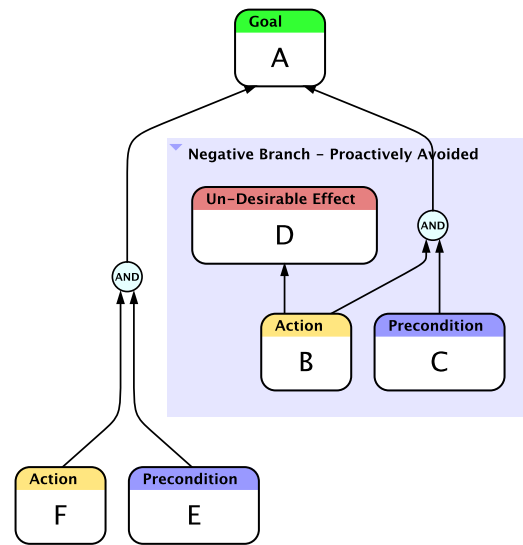 Goal
A
Negative Branch – Proactively Avoided
Un-Desirable Effect
D
AND
AND
Action
B
Precondition
C
Action
F
Precondition
E